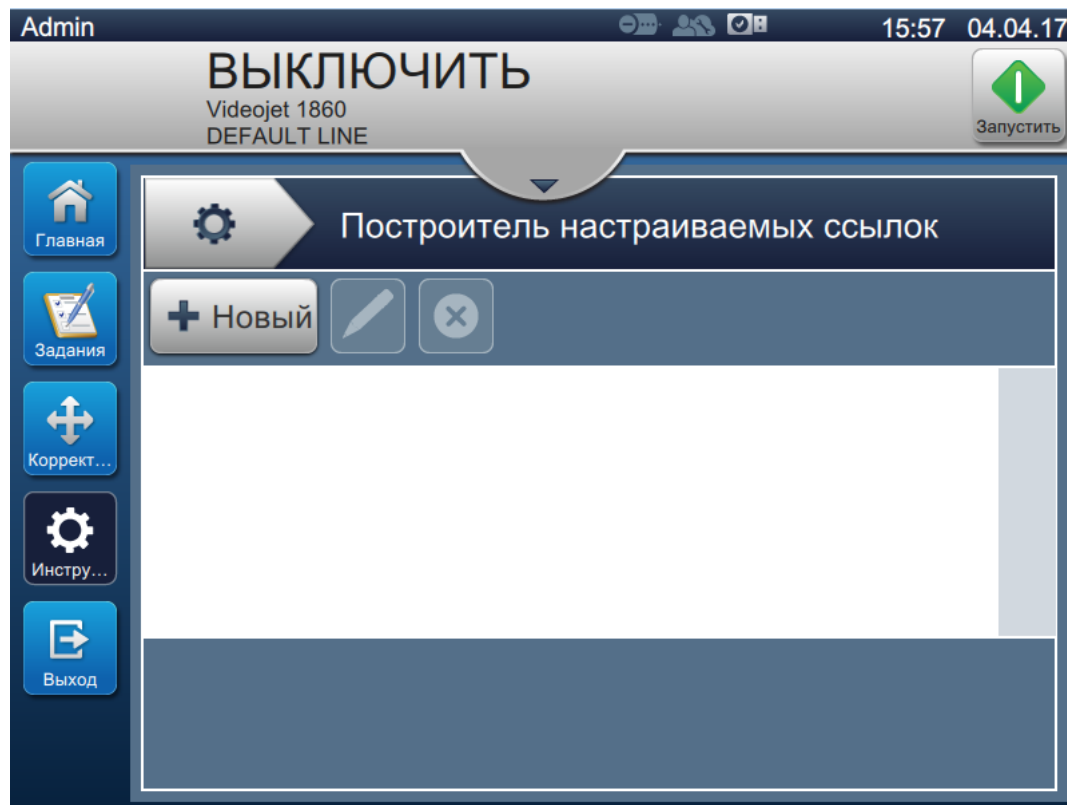 Admin 15:57 04.04.17
ВЫКЛЮЧИТЬ
Videojet 1860
DEFAULT LINE
Запустить
Главная
Построитель настраиваемых ссылок
Задания
Новый
Коррект...
Инстру...
Выход